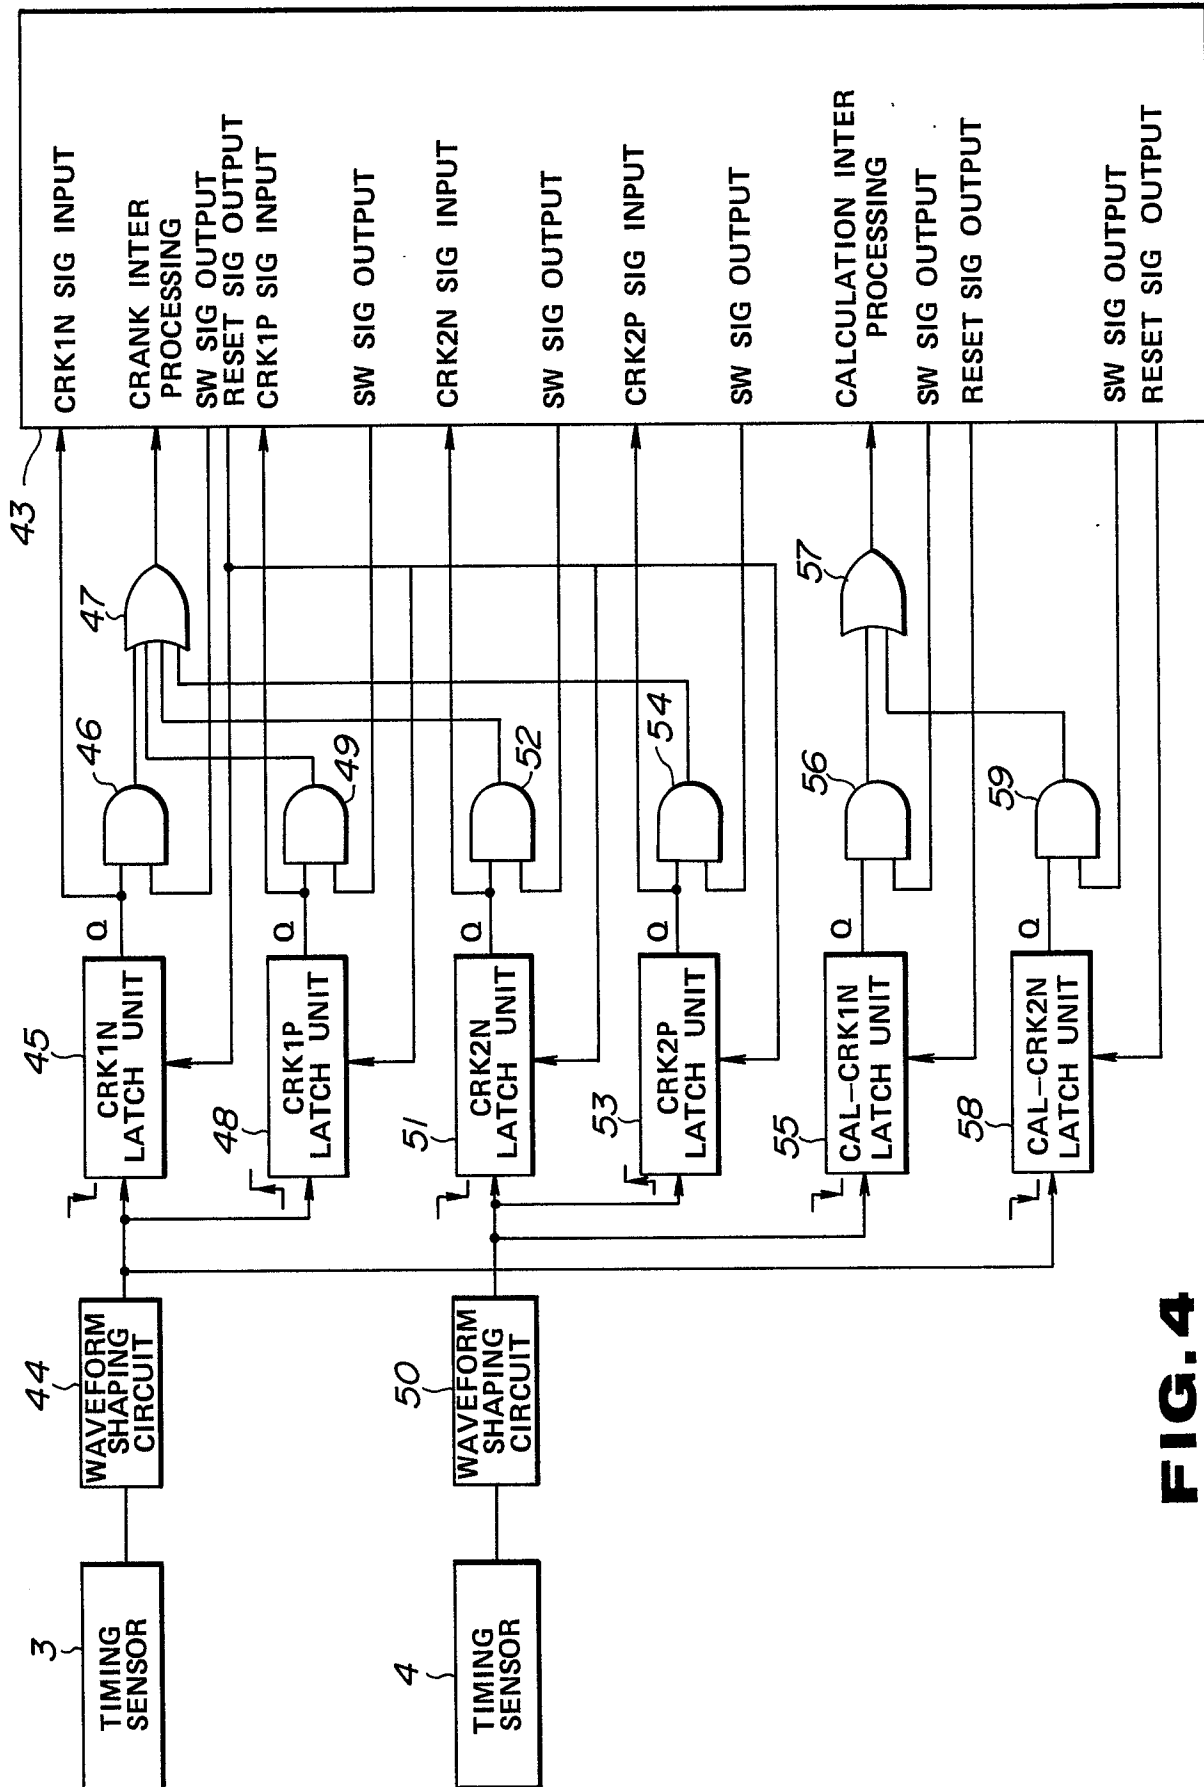 43
CRK1N SIG INPUT
CRANK INTER
PROCESSING
SW SIG OUTPUT
RESET SIG OUTPUT
CRK1P SIG INPUT
SW SIG OUTPUT
CRK2N SIG INPUT
SW SIG OUTPUT
CRK2P SIG INPUT
SW SIG OUTPUT
CALCULATION INTER
PROCESSING
SW SIG OUTPUT
RESET SIG OUTPUT
SW SIG OUTPUT
RESET SIG OUTPUT
47
57
46
49
52
54
56
59
Q
Q
Q
Q
Q
Q
45
CRK1N
LATCH UNIT
48
CRK1P
LATCH UNIT
51
CRK2N
LATCH UNIT
53
CRK2P
LATCH UNIT
55
CAL-CRK1N
LATCH UNIT
58
CAL-CRK2N
LATCH UNIT
44
WAVEFORM
SHAPING
CIRCUIT
50
WAVEFORM
SHAPING
CIRCUIT
3
TIMING
SENSOR
4
TIMING
SENSOR
FIG.4